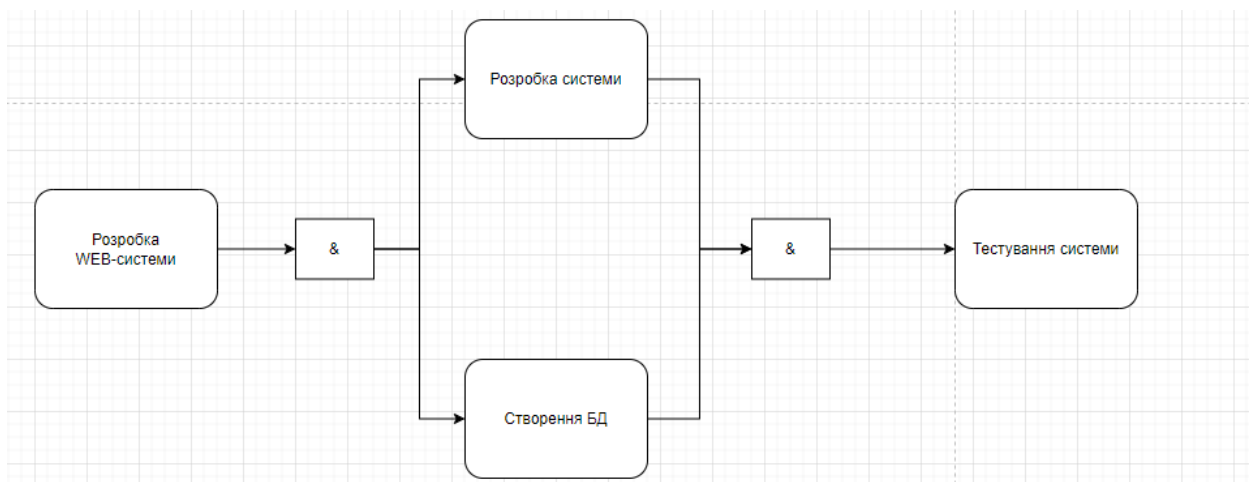 Розробка системи
Розробка
WEB-системи
&
&
Тестування системи
Створення БД